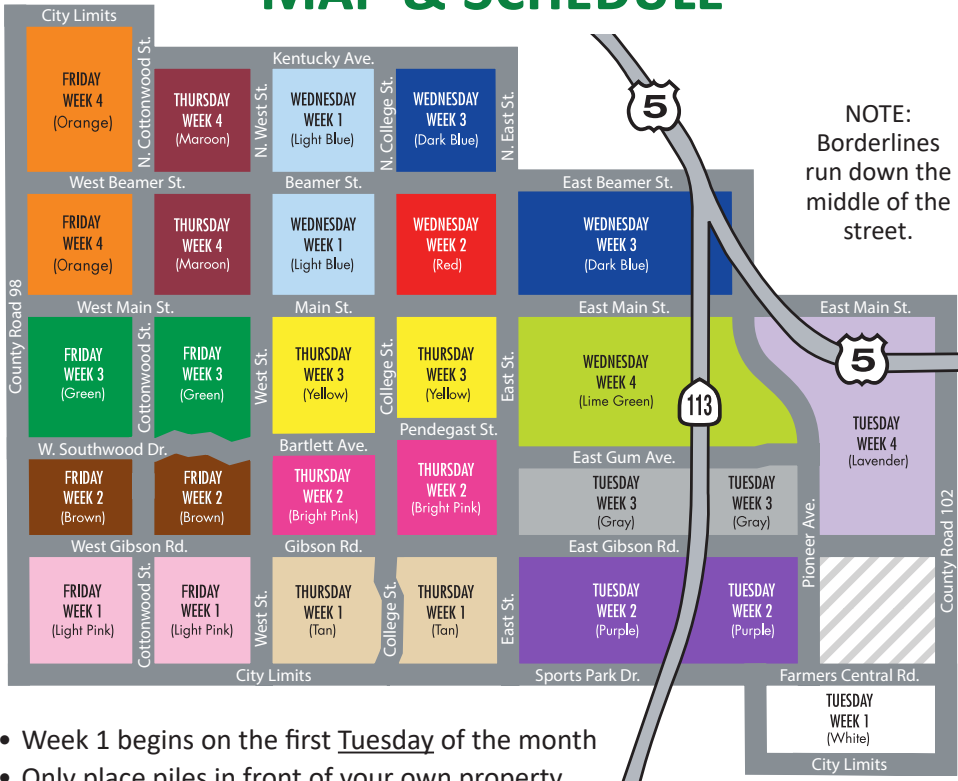 MAP & SCHEDULE
City Limits
Kentucky Ave.
N. Cottonwood St.
N. West St.
N. College St.
N. East St.
FRIDAY
WEEK 4
(Orange)
THURSDAY
WEEK 4
(Maroon)
WEDNESDAY
WEEK 1
(Light Blue)
WEDNESDAY
WEEK 3
(Dark Blue)
5
NOTE:
Borderlines
run down the
middle of the
street.
West Beamer St.
Beamer St.
East Beamer St.
FRIDAY
WEEK 4
(Orange)
THURSDAY
WEEK 4
(Maroon)
WEDNESDAY
WEEK 1
(Light Blue)
WEDNESDAY
WEEK 2
(Red)
WEDNESDAY
WEEK 3
(Dark Blue)
County Road 98
West Main St.
Main St.
East Main St.
East Main St.
FRIDAY
WEEK 3
(Green)
Cottonwood St.
FRIDAY
WEEK 3
(Green)
West St.
THURSDAY
WEEK 3
(Yellow)
College St.
THURSDAY
WEEK 3
(Yellow)
East St.
WEDNESDAY
WEEK 4
(Lime Green)
113
5
TUESDAY
WEEK 4
(Lavender)
W. Southwood Dr.
Bartlett Ave.
Pendegast St.
East Gum Ave.
FRIDAY
WEEK 2
(Brown)
FRIDAY
WEEK 2
(Brown)
THURSDAY
WEEK 2
(Bright Pink)
THURSDAY
WEEK 2
(Bright Pink)
TUESDAY
WEEK 3
(Gray)
TUESDAY
WEEK 3
(Gray)
Pioneer Ave.
County Road 102
West Gibson Rd.
Gibson Rd.
East Gibson Rd.
FRIDAY
WEEK 1
(Light Pink)
Cottonwood St.
FRIDAY
WEEK 1
(Light Pink)
West St.
THURSDAY
WEEK 1
(Tan)
College St.
THURSDAY
WEEK 1
(Tan)
East St.
TUESDAY
WEEK 2
(Purple)
TUESDAY
WEEK 2
(Purple)
City Limits
Sports Park Dr.
Farmers Central Rd.
TUESDAY
WEEK 1
(White)
City Limits
• Week 1 begins on the first Tuesday of the month
• Only place piles in front of your own property